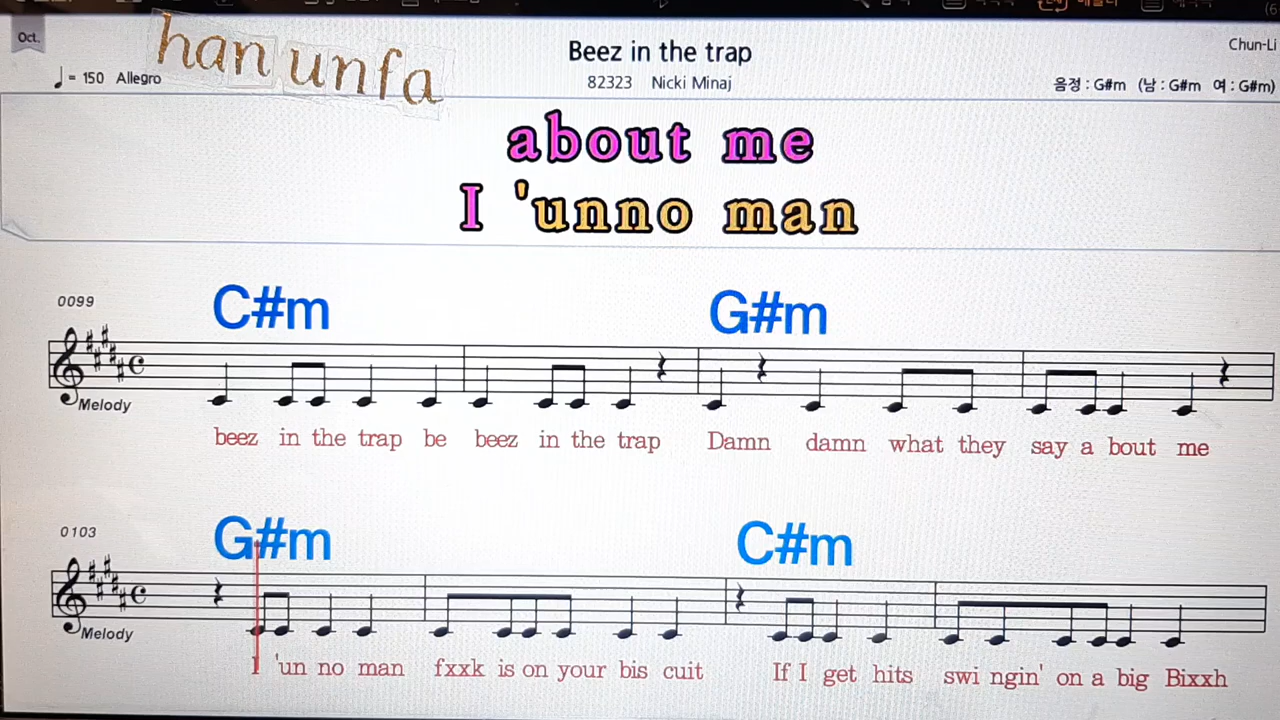 Oct.
han unfa
Beez in the trap
Chun-Li
= 150 Allegro
82323 Nicki Minaj
음정 : G#m (남 : G#m 여 : G#m)
about me
I 'unno man
0099
C#m G#m
Melody
beez in the trap be beez in the trap Damn damn what they say a bout me
0103
G#m C#m
Melody
I 'un no man fxxk is on your bis cuit If I get hits swi ngin' on a big Bixxh